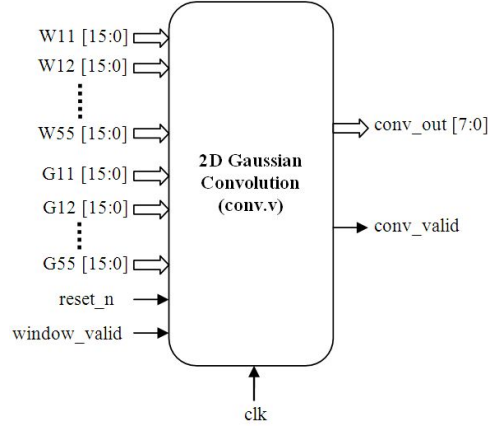 W11 [15:0]
W12 [15:0]
W55 [15:0]
G11 [15:0]
G12 [15:0]
G55 [15:0]
reset_n
window_valid
2D Gaussian
Convolution
(conv.v)
conv_out [7:0]
conv_valid
clk